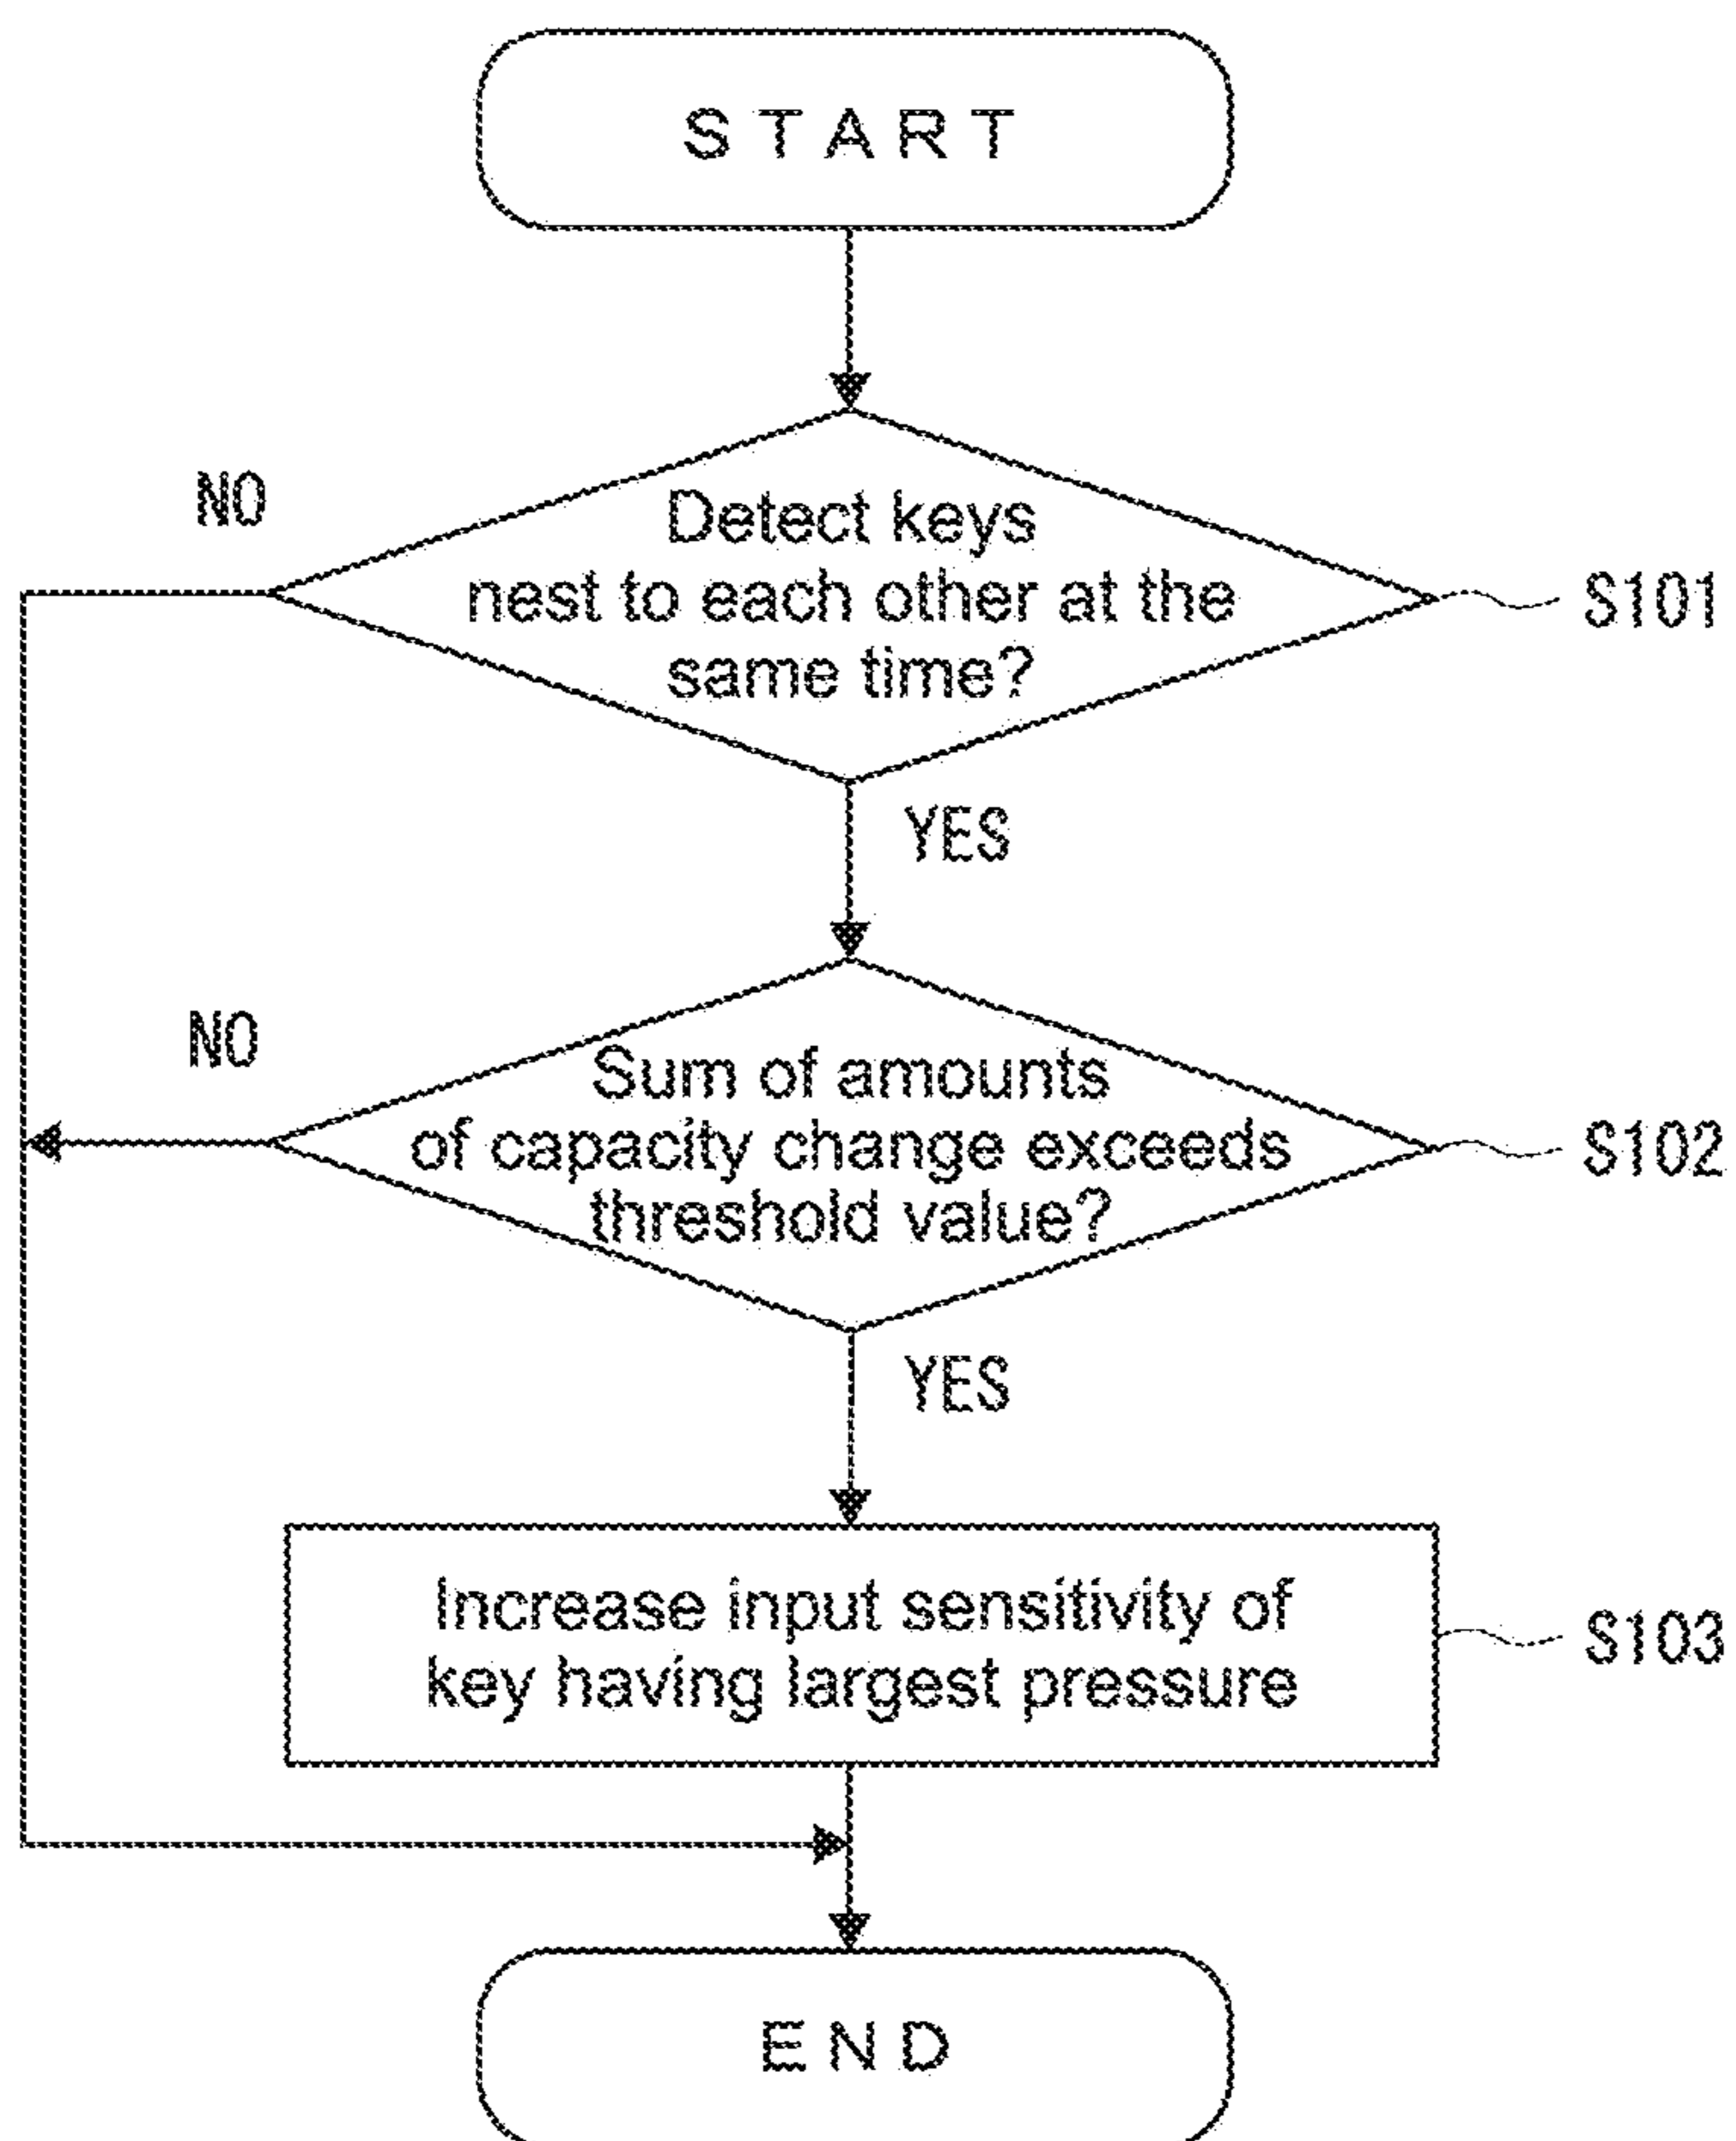 START
NO
Detect keys
nest to each other at the
same time?
S101
YES
NO
Sum of amounts
of capacity change exceeds
threshold value?
S102
YES
Increase input sensitivity of
key having largest pressure
S103
END